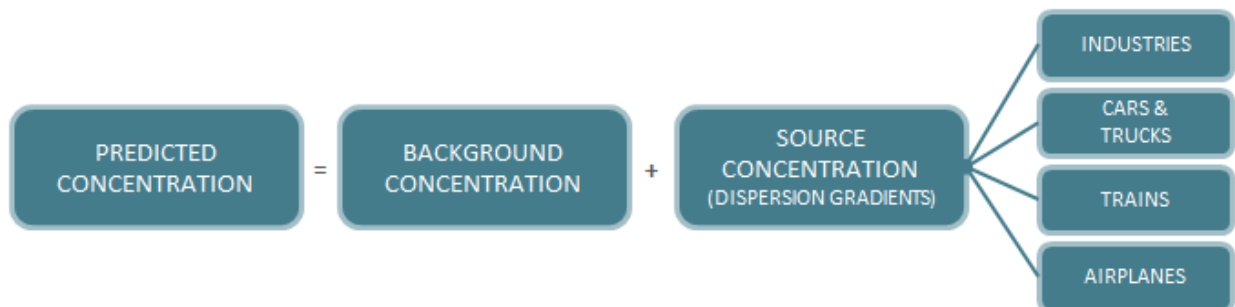 PREDICTED
CONCENTRATION
=
BACKGROUND
CONCENTRATION
+
SOURCE
CONCENTRATION
(DISPERSION GRADIENTS)
INDUSTRIES
CARS &
TRUCKS
TRAINS
AIRPLANES